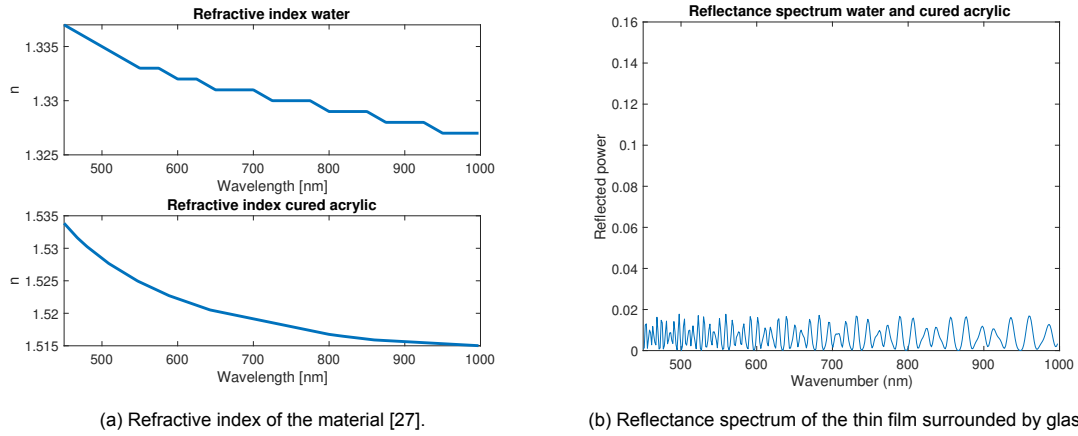 Refractive index water
1.335
1.33
1.325
n
500 600 700 800 900 1000
Wavelength [nm]
Refractive index cured acrylic
1.535
1.53
1.525
1.52
1.515
n
500 600 700 800 900 1000
Wavelength [nm]
(a) Refractive index of the material [27].
Reflectance spectrum water and cured acrylic
0.16
0.14
0.12
0.1
0.08
0.06
0.04
0.02
0
Reflected power
500 600 700 800 900 1000
Wavenumber (nm)
(b) Reflectance spectrum of the thin film surrounded by glas